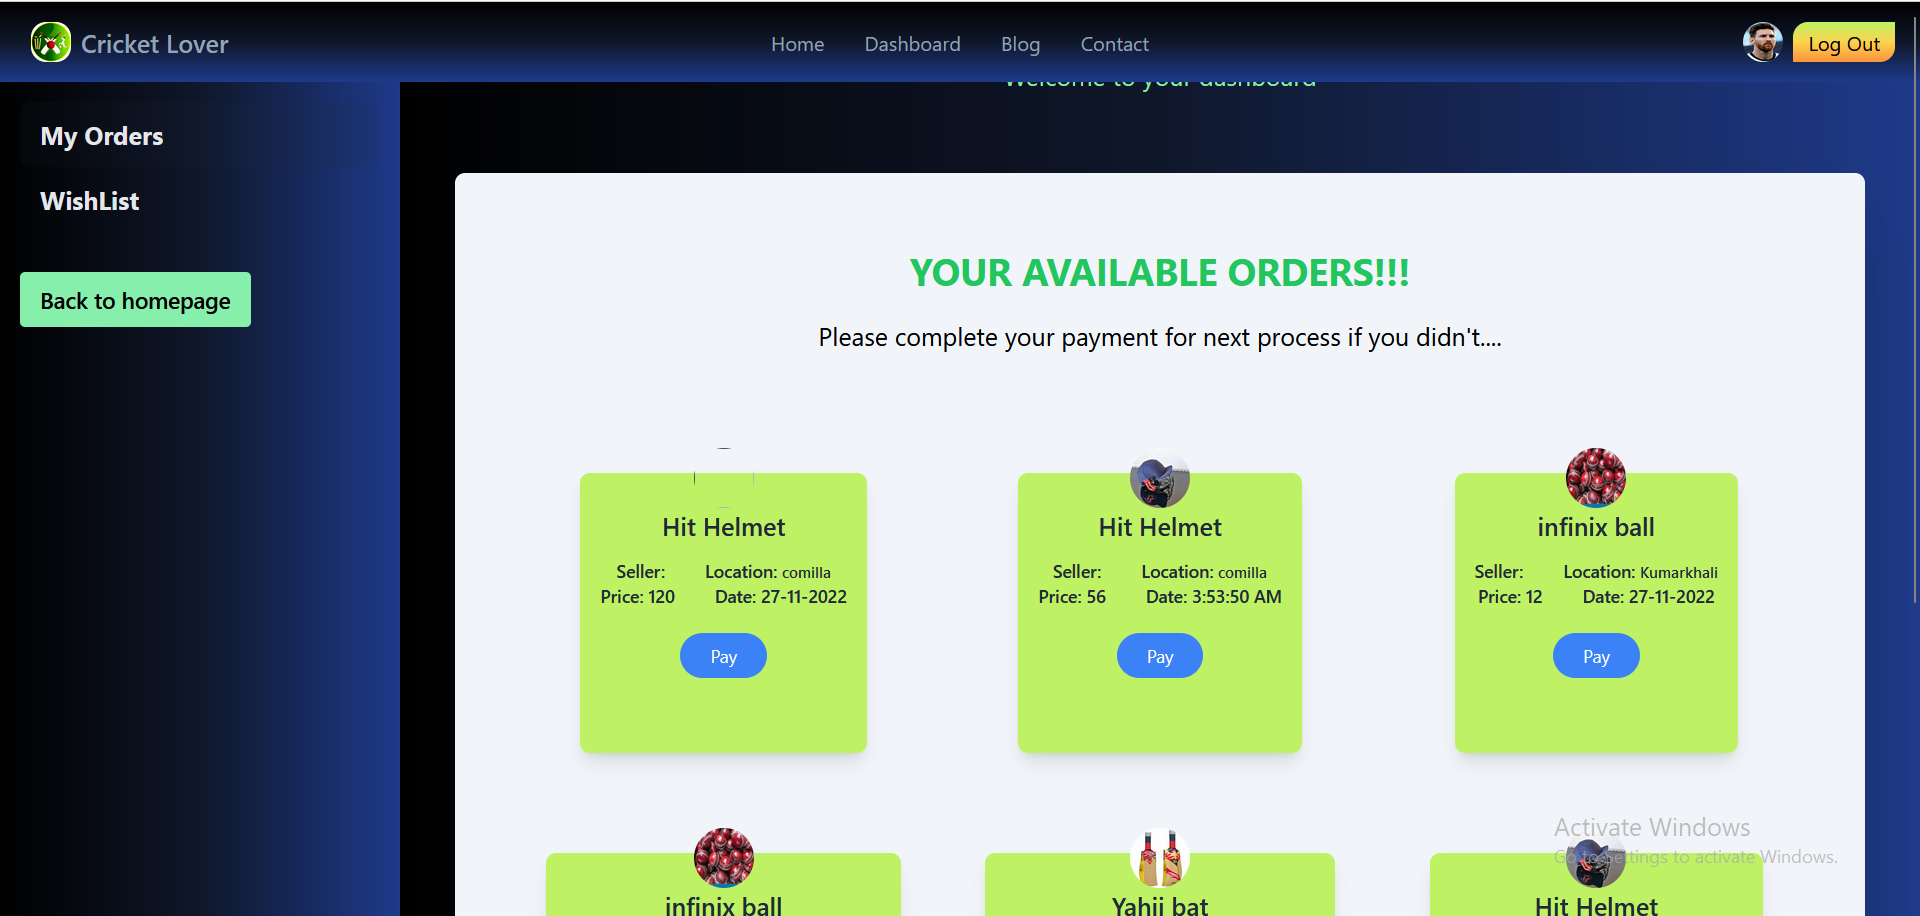 Cricket Lover
Home
Dashboard
Blog
Contact
Log Out
Welcome to your dashboard
My Orders
WishList
Back to homepage
YOUR AVAILABLE ORDERS!!!
Please complete your payment for next process if you didn't....
Hit Helmet
Seller: Location: comilla
Price: 120 Date: 27-11-2022
Pay
Hit Helmet
Seller: Location: comilla
Price: 56 Date: 3:53:50 AM
Pay
infinix ball
Seller: Location: Kumarkhali
Price: 12 Date: 27-11-2022
Pay
infinix ball
Yahii bat
Hit Helmet
Activate Windows
Go to Settings to activate Windows.